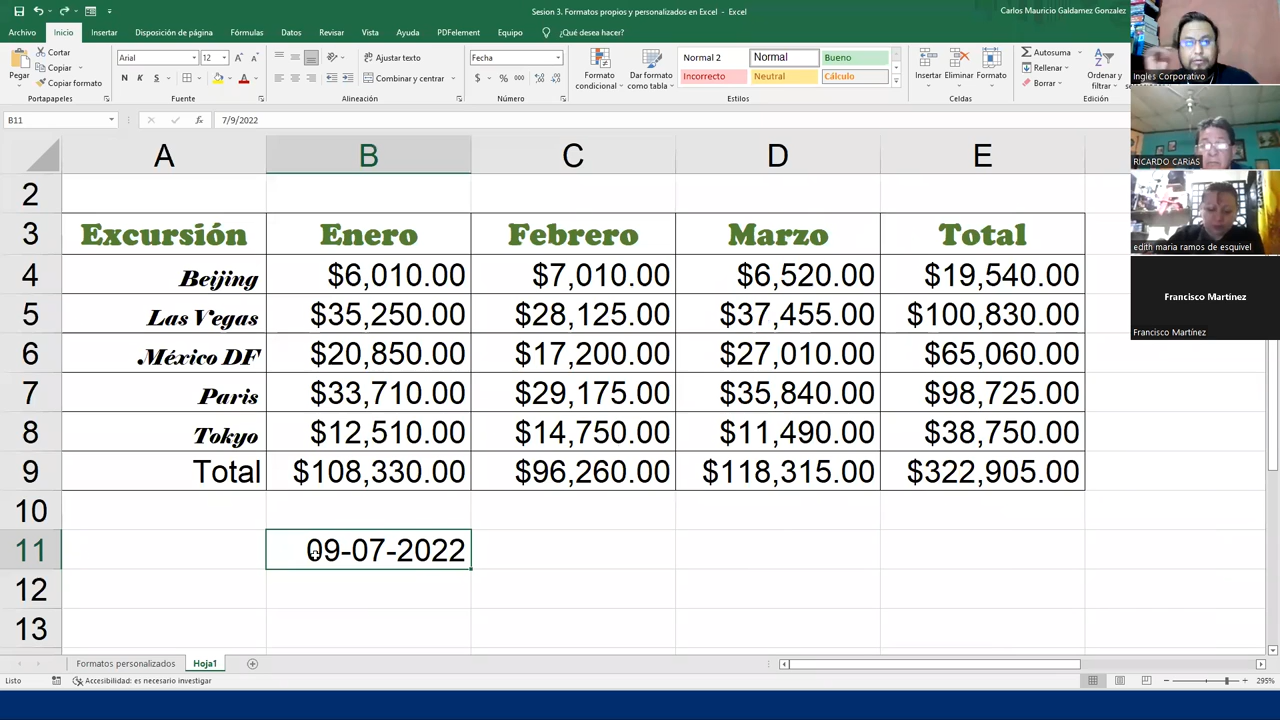 Sesion 3. Formatos propios y personalizados en Excel - Excel
Carlos Mauricio Galdamez Gonzalez
Archivo Inicio Insertar Disposición de página Fórmulas Datos Revisar Vista Ayuda PDFelement Equipo ¿Qué desea hacer?
Pegar
Cortar
Copiar
Copiar formato
Portapapeles
Arial 12
N K S
Fuente
Ajustar texto
Combinar y centrar
Alineación
Fecha
$ % 000
Número
Formato condicional
Dar formato como tabla
Normal 2 Normal Bueno
Incorrecto Neutral Cálculo
Estilos
Insertar Eliminar Formato
Celdas
Autosuma
Rellenar
Borrar
Ordenar y filtrar
Edición
B11 fx 7/9/2022
A B C D E
2
3 Excursión Enero Febrero Marzo Total
4 Beijing $6,010.00 $7,010.00 $6,520.00 $19,540.00
5 Las Vegas $35,250.00 $28,125.00 $37,455.00 $100,830.00
6 México DF $20,850.00 $17,200.00 $27,010.00 $65,060.00
7 Paris $33,710.00 $29,175.00 $35,840.00 $98,725.00
8 Tokyo $12,510.00 $14,750.00 $11,490.00 $38,750.00
9 Total $108,330.00 $96,260.00 $118,315.00 $322,905.00
10
11 09-07-2022
12
13
Formatos personalizados Hoja1
Listo Accesibilidad: es necesario investigar 295%
Ingles Corporativo
RICARDO CARíAS
edith maria ramos de esquivel
Francisco Martínez
Francisco Martínez